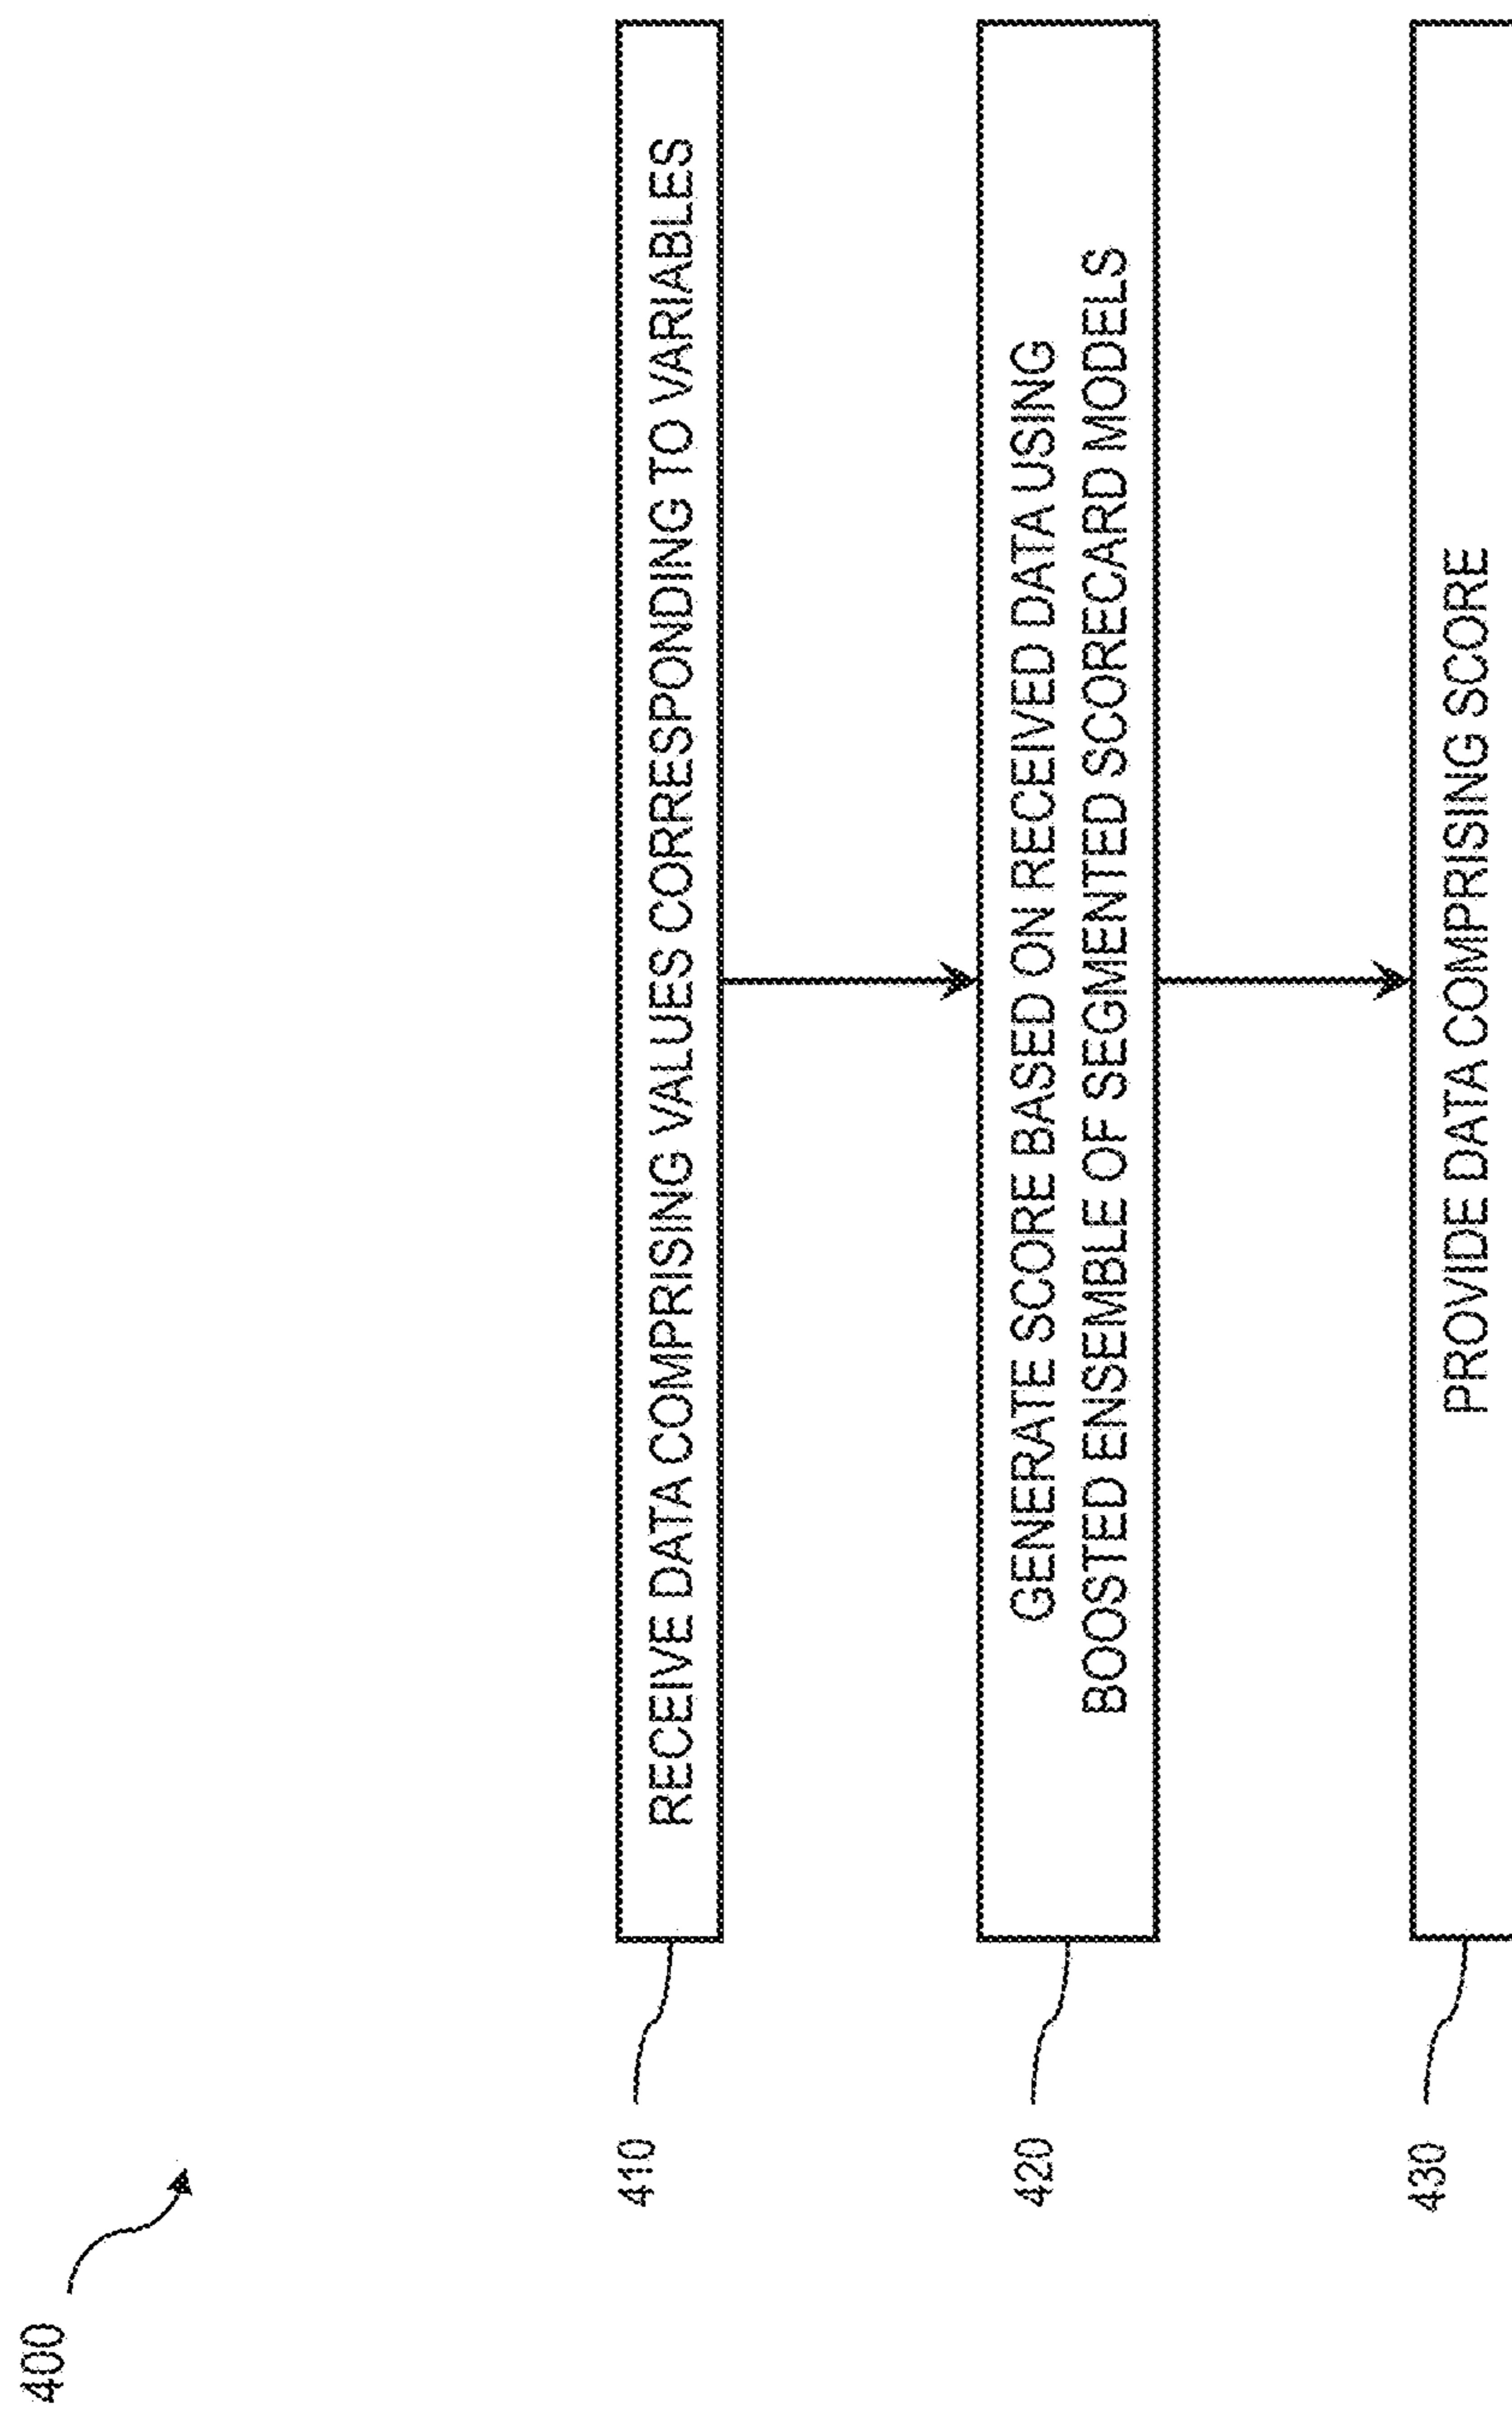 400
410
RECEIVE DATA COMPRISING VALUES CORRESPONDING TO VARIABLES
420
GENERATE SCORE BASED ON RECEIVED DATA USING
BOOSTED ENSEMBLE OF SEGMENTED SCORECARD MODELS
430
PROVIDE DATA COMPRISING SCORE